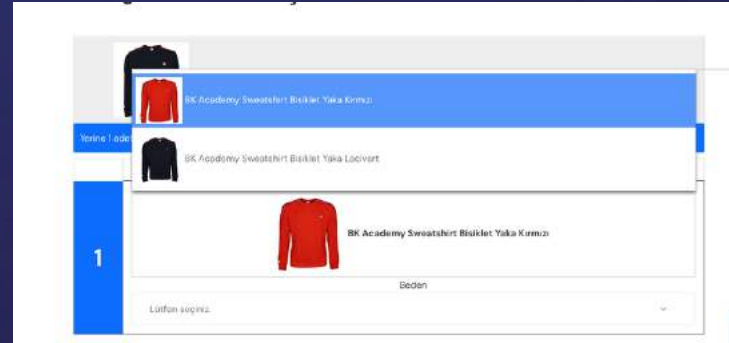 BK Academy Sweatshirt Bisiklet Yaka Kırmızı
Yerine 1 adet
BK Academy Sweatshirt Bisiklet Yaka Lacivert
1
BK Academy Sweatshirt Bisiklet Yaka Kırmızı
Beden
Lütfen seçiniz.